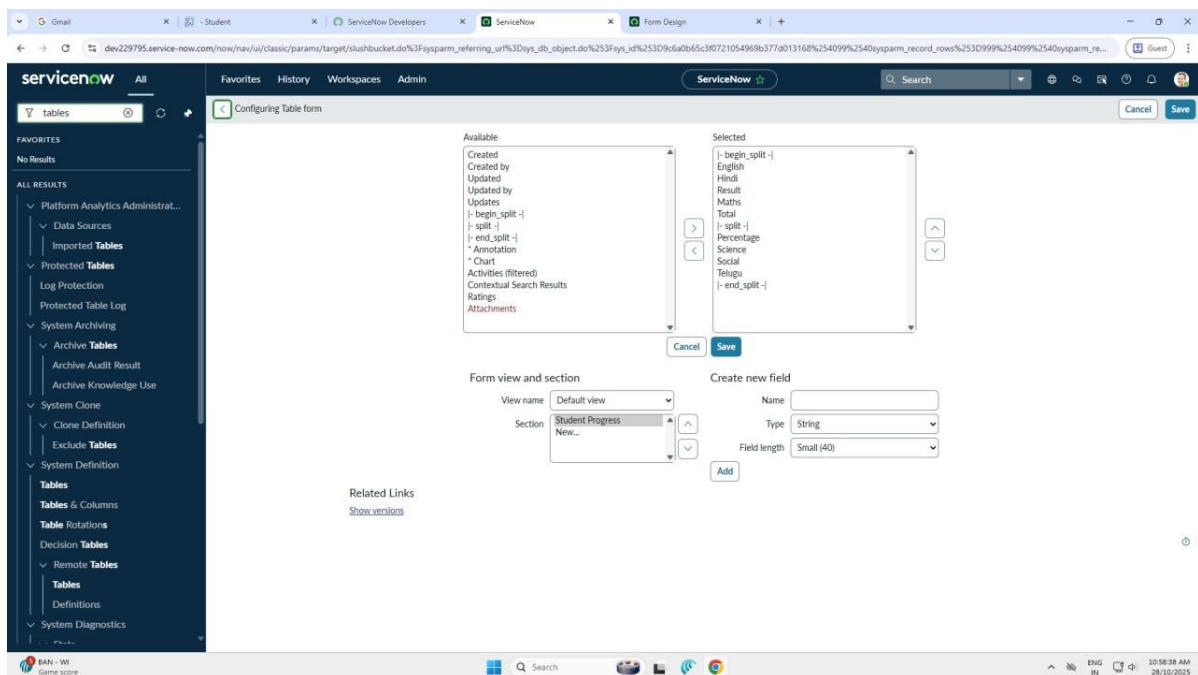 Gmail
- Student
ServiceNow Developers
ServiceNow
Form Design
dev229795.service-now.com/now/nav/ui/classic/params/target/slushbucket.do%3Fsysparm_referring_url%3Dsys_db_object.do%253Fsys_id%253D9c6a0b65c3f0721054969b377d013168%254099%2540sysparm_record_rows%253D999%254099%2540sysparm_re...
Guest
servicenow
All
Favorites
History
Workspaces
Admin
ServiceNow
Search
tables
Configuring Table form
Cancel
Save
FAVORITES
No Results
ALL RESULTS
Platform Analytics Administrat...
Data Sources
Imported Tables
Protected Tables
Log Protection
Protected Table Log
System Archiving
Archive Tables
Archive Audit Result
Archive Knowledge Use
System Clone
Clone Definition
Exclude Tables
System Definition
Tables
Tables & Columns
Table Rotations
Decision Tables
Remote Tables
Tables
Definitions
System Diagnostics
Available
Created
Created by
Updated
Updated by
Updates
|- begin_split -|
|- split -|
|- end_split -|
* Annotation
* Chart
Activities (filtered)
Contextual Search Results
Ratings
Attachments
Selected
|- begin_split -|
English
Hindi
Result
Maths
Total
|- split -|
Percentage
Science
Social
Telugu
|- end_split -|
Cancel
Save
Form view and section
View name
Default view
Section
Student Progress
New...
Create new field
Name
Type
String
Field length
Small (40)
Add
Related Links
Show versions
BAN - WI
Game score
Search
ENG
IN
10:58:38 AM
28/10/2025